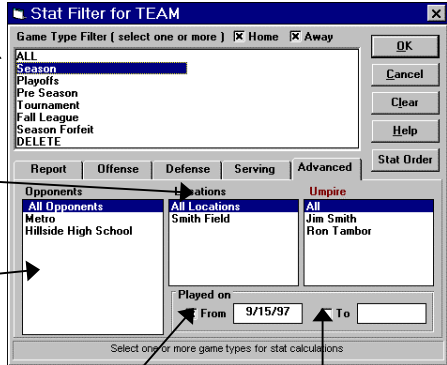 Stat Filter for TEAM
Game Type Filter ( select one or more ) Home Away
OK
ALL
Season
Playoffs
Pre Season
Tournament
Fall League
Season Forfeit
DELETE
Cancel
Clear
Help
Stat Order
Report Offense Defense Serving Advanced
Opponents Locations Umpire
All Opponents
Metro
Hillside High School
All Locations
Smith Field
All
Jim Smith
Ron Tambor
Played on
From 9/15/97 To
Select one or more game types for stat calculations